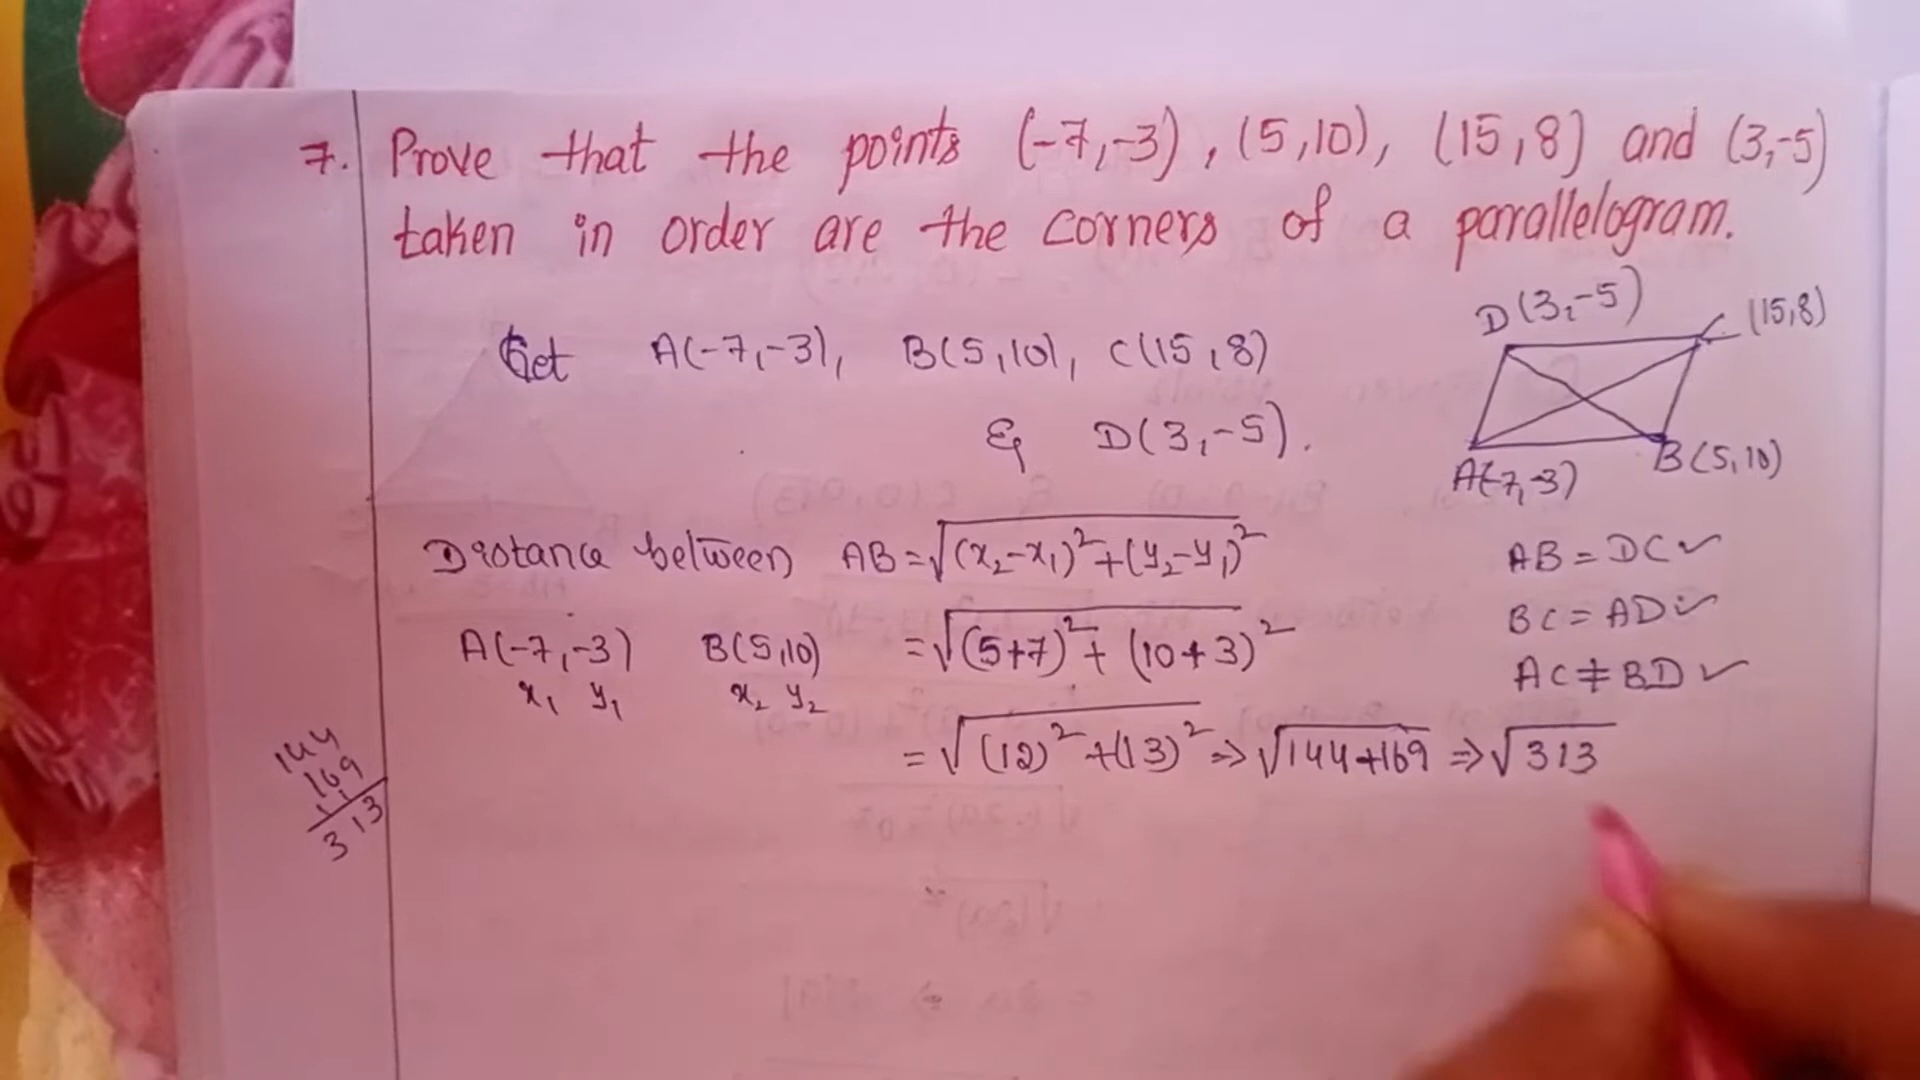 7. Prove that the points (-7,-3), (5,10), (15,8) and (3,-5)
taken in order are the corners of a parallelogram.
Let A(-7,-3), B(5,10), C(15,8)
& D(3,-5).
D(3,-5)
(15,8)
A(-7,-3)
B(5,10)
Distance between AB = √(x₂-x₁)²+(y₂-y₁)²
A(-7,-3) B(5,10) = √(5+7)²+(10+3)²
x₁ y₁ x₂ y₂
= √(12)²+(13)² ⇒ √144+169 ⇒ √313
AB = DC ✓
BC = AD ✓
AC ≠ BD ✓
144
169
11
313